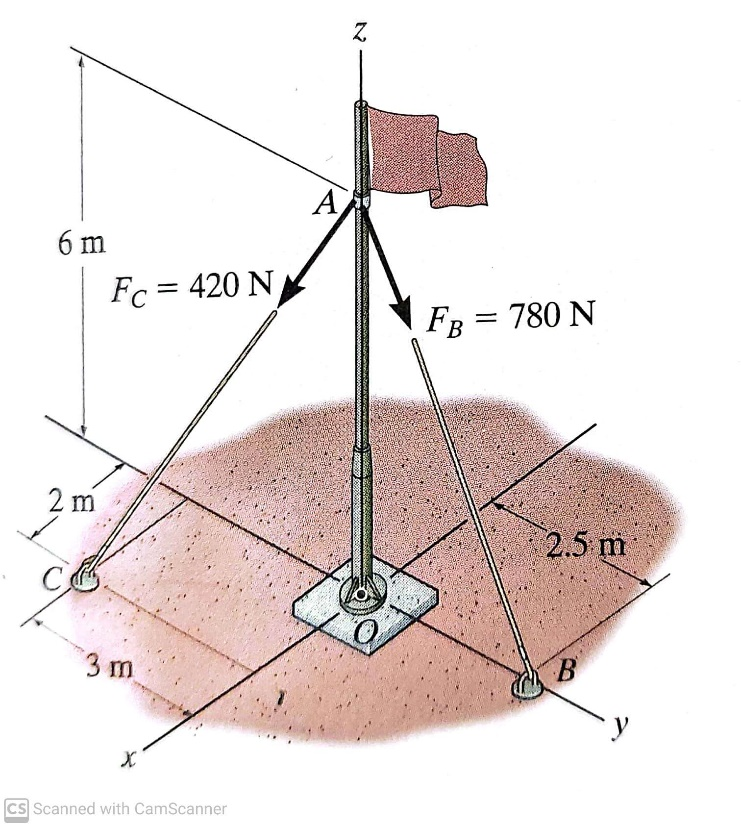 z
A
6 m
F_C = 420 N
F_B = 780 N
2 m
2.5 m
C
O
B
3 m
y
x
CS Scanned with CamScanner